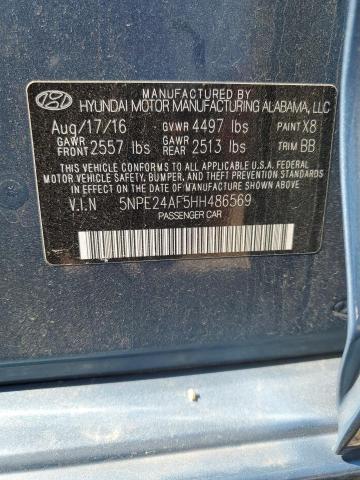 MANUFACTURED BY
HYUNDAI MOTOR MANUFACTURING ALABAMA, LLC
Aug/17/16 GVWR 4497 lbs PAINT X8
GAWR FRONT 2557 lbs GAWR REAR 2513 lbs TRIM BB
THIS VEHICLE CONFORMS TO ALL APPLICABLE U.S.A. FEDERAL
MOTOR VEHICLE SAFETY, BUMPER, AND THEFT PREVENTION
STANDARDS IN EFFECT ON THE DATE OF MANUFACTURE SHOWN ABOVE.
V.I.N 5NPE24AF5HH486569
PASSENGER CAR